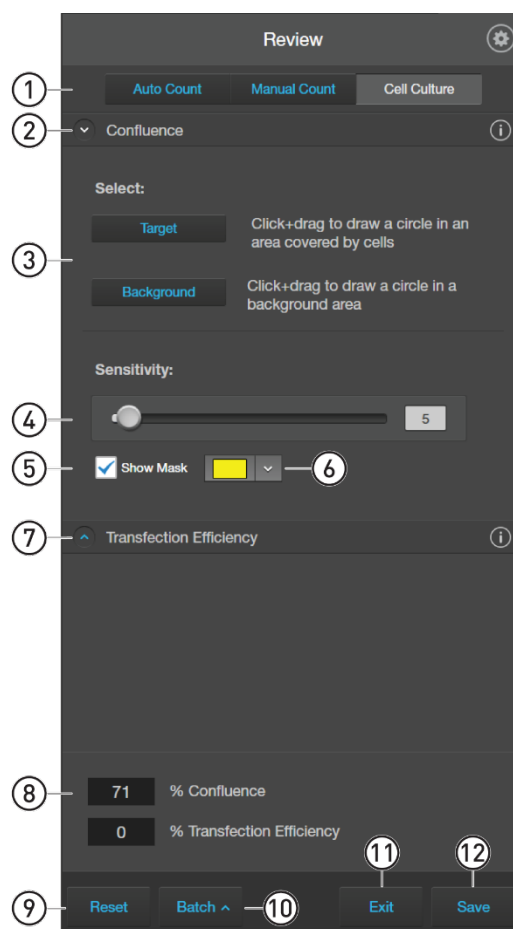 Review
1
Auto Count
Manual Count
Cell Culture
2
Confluence
i
Select:
3
Target
Click+drag to draw a circle in an
area covered by cells
Background
Click+drag to draw a circle in a
background area
Sensitivity:
4
5
5
Show Mask
6
7
Transfection Efficiency
i
8
71
% Confluence
0
% Transfection Efficiency
11
12
9
Reset
Batch
10
Exit
Save